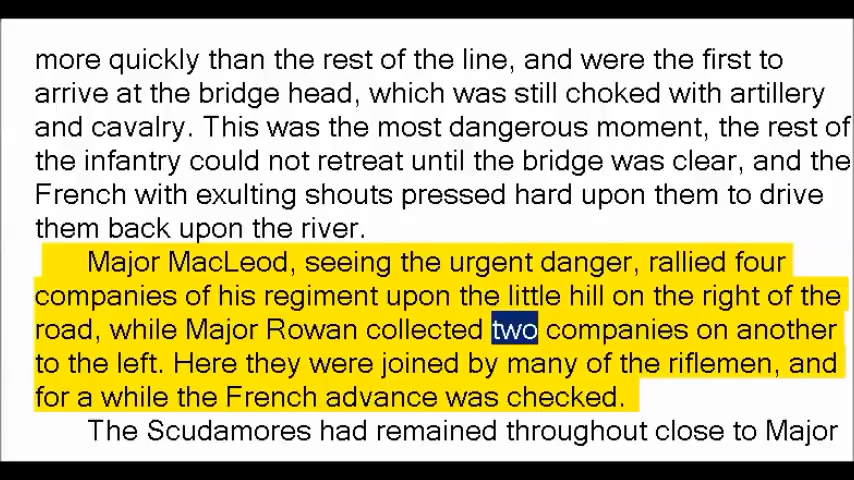 more quickly than the rest of the line, and were the first to
arrive at the bridge head, which was still choked with artillery
and cavalry. This was the most dangerous moment, the rest of
the infantry could not retreat until the bridge was clear, and the
French with exulting shouts pressed hard upon them to drive
them back upon the river.
Major MacLeod, seeing the urgent danger, rallied four
companies of his regiment upon the little hill on the right of the
road, while Major Rowan collected two companies on another
to the left. Here they were joined by many of the riflemen, and
for a while the French advance was checked.
The Scudamores had remained throughout close to Major